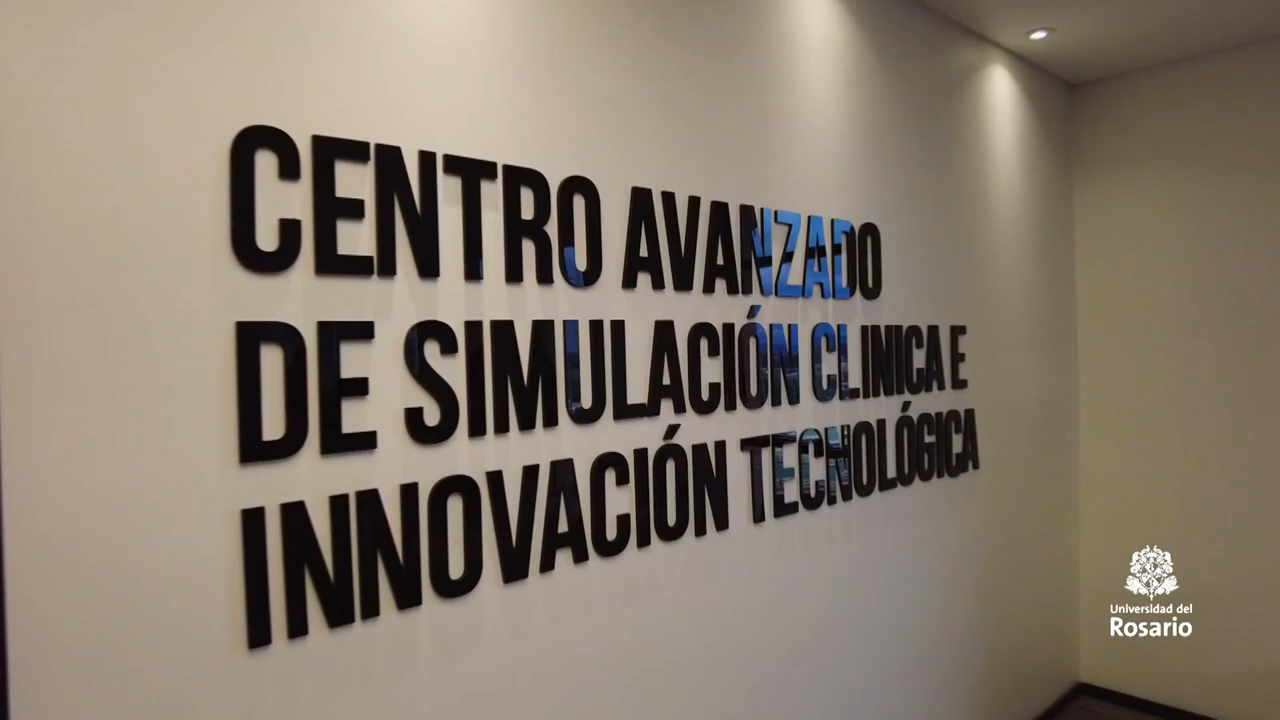 CENTRO AVANZADO
DE SIMULACIÓN CLINICA E
INNOVACIÓN TECNOLÓGICA
Universidad del
Rosario